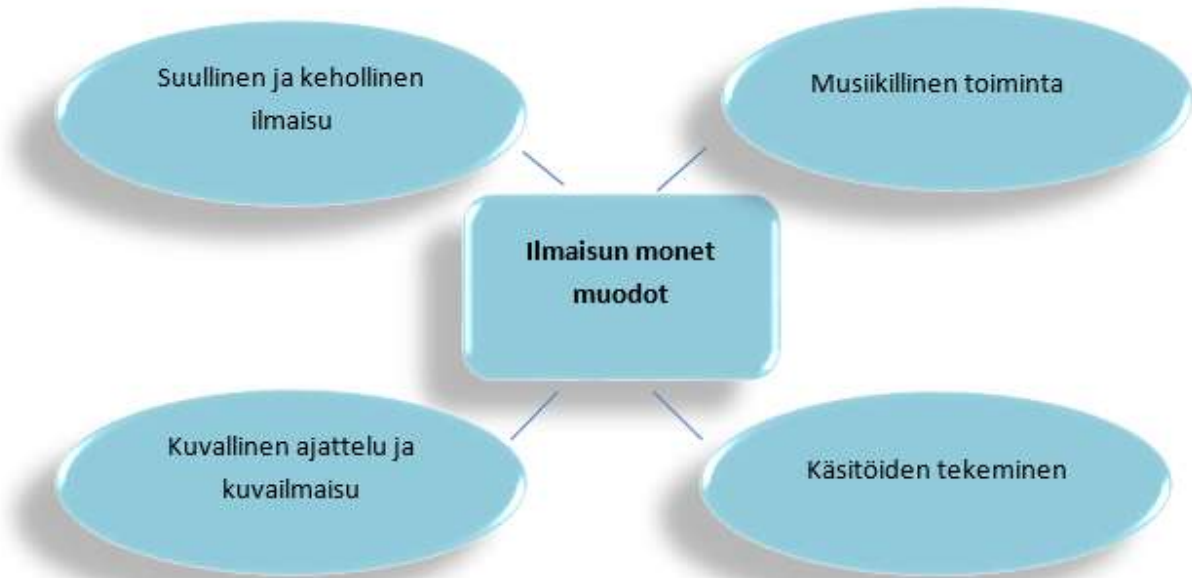 Suullinen ja kehollinen
ilmaisu
Musiikillinen toiminta
Ilmaisun monet
muodot
Kuvallinen ajattelu ja
kuvailmaisu
Käsitöiden tekeminen